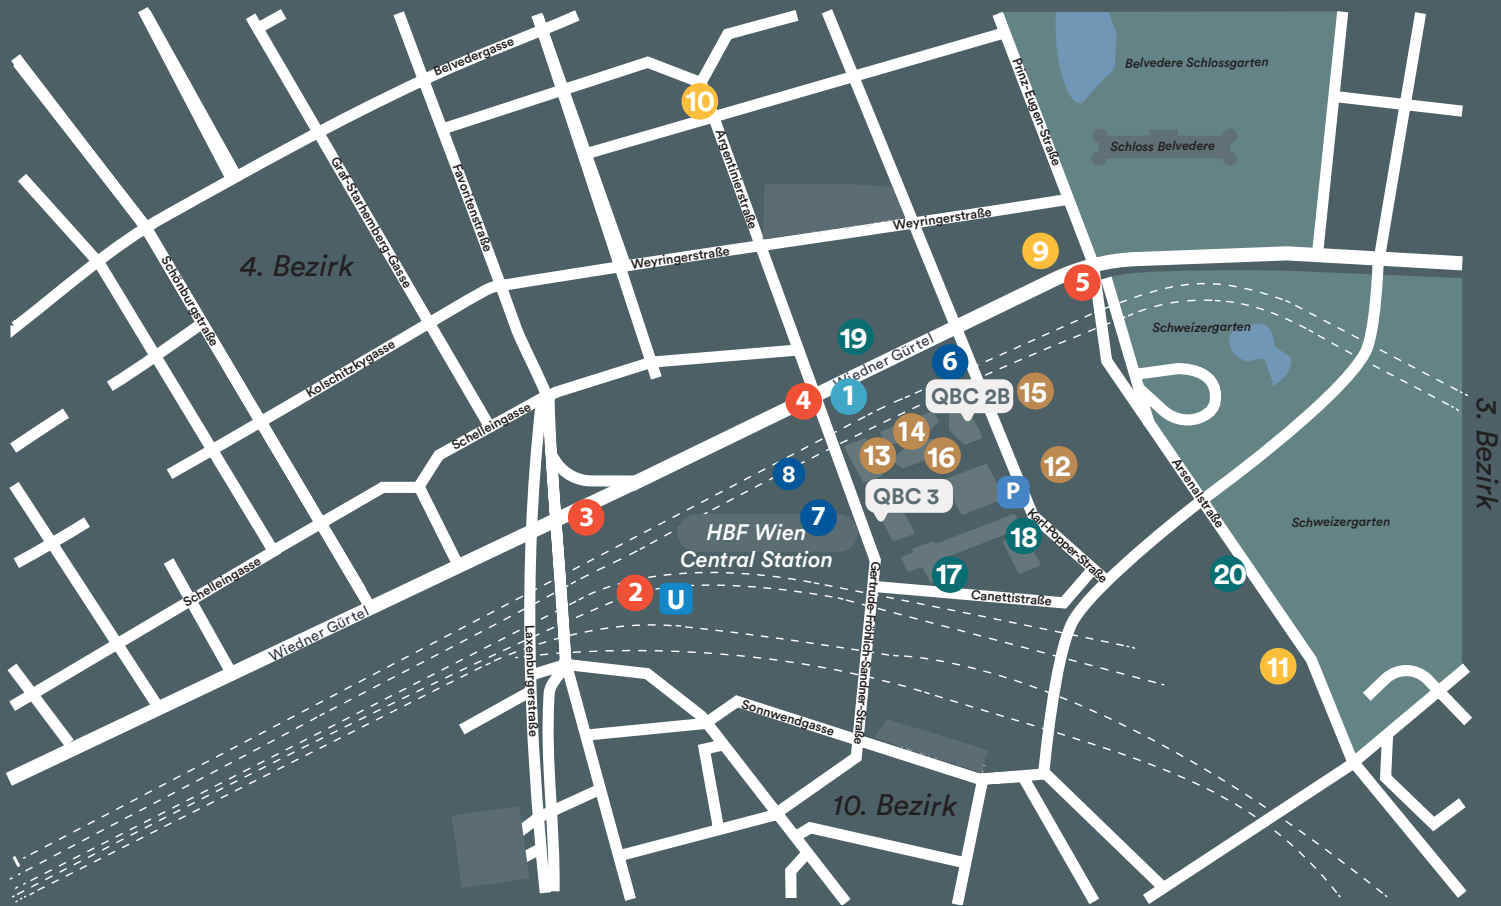 Belvedergasse
Belvedere Schlossgarten
Prinz-Eugen-Straße
10
Schloss Belvedere
Argentinierstraße
Graf-Starhemberg-Gasse
Favoritenstraße
Weyringerstraße
Weyringerstraße
9
4. Bezirk
Schönburgstraße
5
Schweizergarten
19
Wiedner Gürtel
6
Kolschitzkygasse
4
1
QBC 2B
15
3. Bezirk
Schelleingasse
14
13
16
12
8
QBC 3
P
Arsenalstraße
3
7
Karl-Popper-Straße
Schweizergarten
HBF Wien
Central Station
18
Schelleingasse
17
20
2
U
Canettistraße
Gertrude-Fröhlich-Sandner-Straße
Wiedner Gürtel
Laxenburgerstraße
11
Sonnwendgasse
10. Bezirk